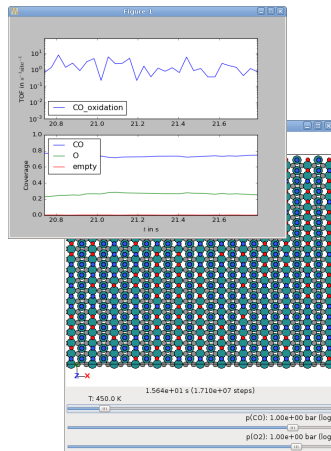 Figure 1
TOF in s⁻¹site⁻¹
10¹
10⁰
10⁻¹
10⁻²
10⁻³
CO_oxidation
20.8 21.0 21.2 21.4 21.6
Coverage
1.0
0.8
0.6
0.4
0.2
0.0
CO
O
empty
20.8 21.0 21.2 21.4 21.6
t in s
Z x
1.564e+01 s (1.710e+07 steps)
T: 450.0 K
p(CO): 1.00e+00 bar (log
p(O2): 1.00e+00 bar (log